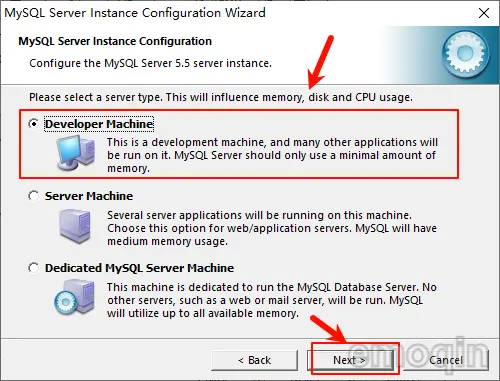 MySQL Server Instance Configuration Wizard
MySQL Server Instance Configuration
Configure the MySQL Server 5.5 server instance.
Please select a server type. This will influence memory, disk and CPU usage.
Developer Machine
This is a development machine, and many other applications will
be run on it. MySQL Server should only use a minimal amount of
memory.
Server Machine
Several server applications will be running on this machine.
Choose this option for web/application servers. MySQL will have
medium memory usage.
Dedicated MySQL Server Machine
This machine is dedicated to run the MySQL Database Server. No
other servers, such as a web or mail server, will be run. MySQL
will utilize up to all available memory.
< Back Next > Cancel
emoqin